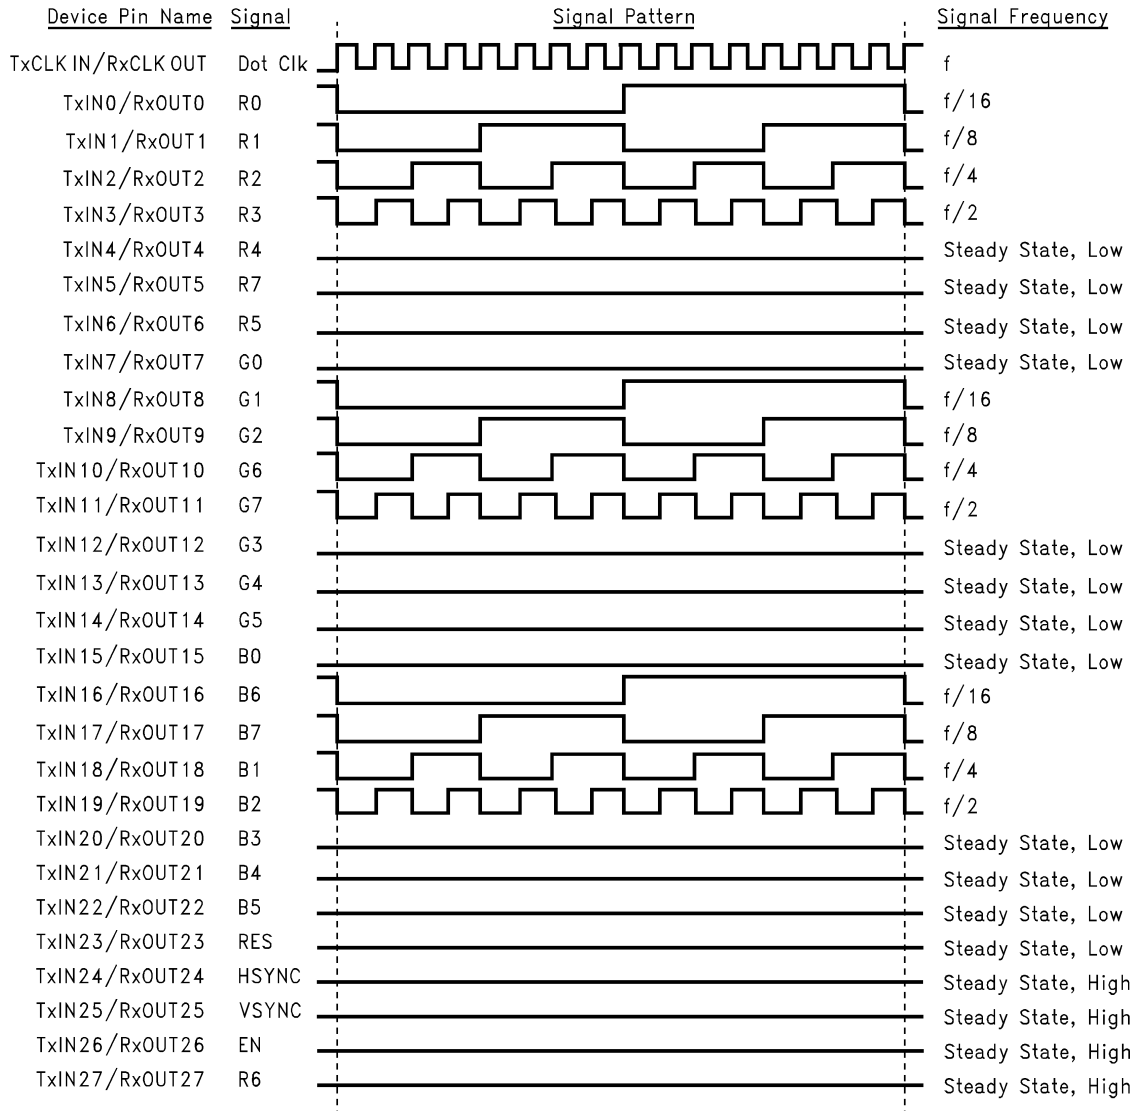 Device Pin Name Signal Signal Pattern Signal Frequency
TxCLK IN/RxCLK OUT Dot Clk f
TxIN0/RxOUT0 R0 f/16
TxIN1/RxOUT1 R1 f/8
TxIN2/RxOUT2 R2 f/4
TxIN3/RxOUT3 R3 f/2
TxIN4/RxOUT4 R4 Steady State, Low
TxIN5/RxOUT5 R7 Steady State, Low
TxIN6/RxOUT6 R5 Steady State, Low
TxIN7/RxOUT7 G0 Steady State, Low
TxIN8/RxOUT8 G1 f/16
TxIN9/RxOUT9 G2 f/8
TxIN10/RxOUT10 G6 f/4
TxIN11/RxOUT11 G7 f/2
TxIN12/RxOUT12 G3 Steady State, Low
TxIN13/RxOUT13 G4 Steady State, Low
TxIN14/RxOUT14 G5 Steady State, Low
TxIN15/RxOUT15 B0 Steady State, Low
TxIN16/RxOUT16 B6 f/16
TxIN17/RxOUT17 B7 f/8
TxIN18/RxOUT18 B1 f/4
TxIN19/RxOUT19 B2 f/2
TxIN20/RxOUT20 B3 Steady State, Low
TxIN21/RxOUT21 B4 Steady State, Low
TxIN22/RxOUT22 B5 Steady State, Low
TxIN23/RxOUT23 RES Steady State, Low
TxIN24/RxOUT24 HSYNC Steady State, High
TxIN25/RxOUT25 VSYNC Steady State, High
TxIN26/RxOUT26 EN Steady State, High
TxIN27/RxOUT27 R6 Steady State, High